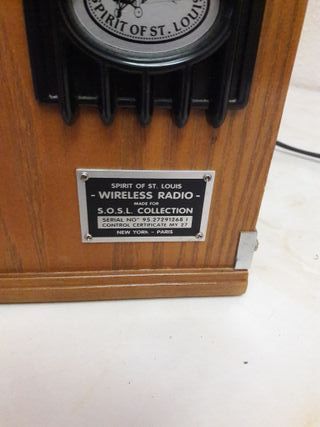 SPIRIT OF ST. LOUIS
SPIRIT OF ST. LOUIS
- WIRELESS RADIO -
MADE FOR
S.O.S.L. COLLECTION
SERIAL NO° 95.27291268 I
CONTROL CERTIFICATE MY 27
NEW YORK - PARIS